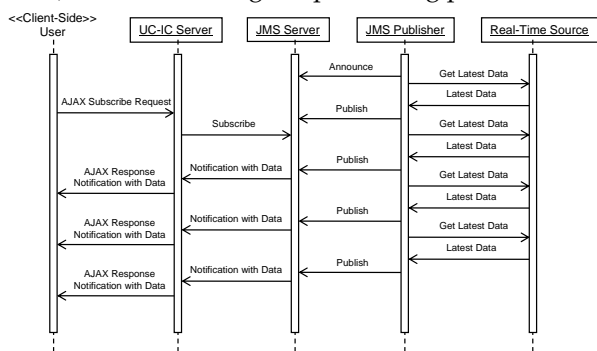 <<Client-Side>>
User
UC-IC Server
JMS Server
JMS Publisher
Real-Time Source
Announce
Get Latest Data
Latest Data
AJAX Subscribe Request
Publish
Subscribe
Get Latest Data
Latest Data
Publish
Notification with Data
AJAX Response
Notification with Data
Get Latest Data
Latest Data
Publish
Notification with Data
AJAX Response
Notification with Data
Get Latest Data
Latest Data
Publish
Notification with Data
AJAX Response
Notification with Data